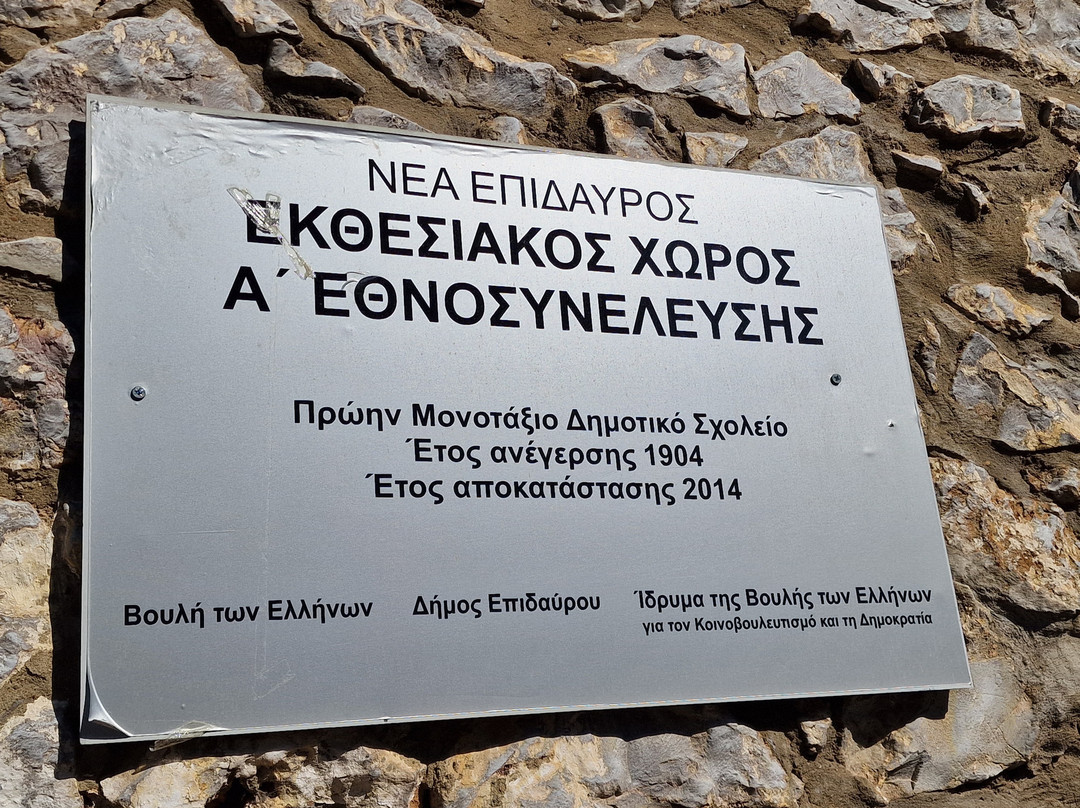 ΝΕΑ ΕΠΙΔΑΥΡΟΣ
ΕΚΘΕΣΙΑΚΟΣ ΧΩΡΟΣ
Α΄ ΕΘΝΟΣΥΝΕΛΕΥΣΗΣ
Πρώην Μονοτάξιο Δημοτικό Σχολείο
Έτος ανέγερσης 1904
Έτος αποκατάστασης 2014
Βουλή των Ελλήνων
Δήμος Επιδαύρου
Ίδρυμα της Βουλής των Ελλήνων
για τον Κοινοβουλευτισμό και τη Δημοκρατία